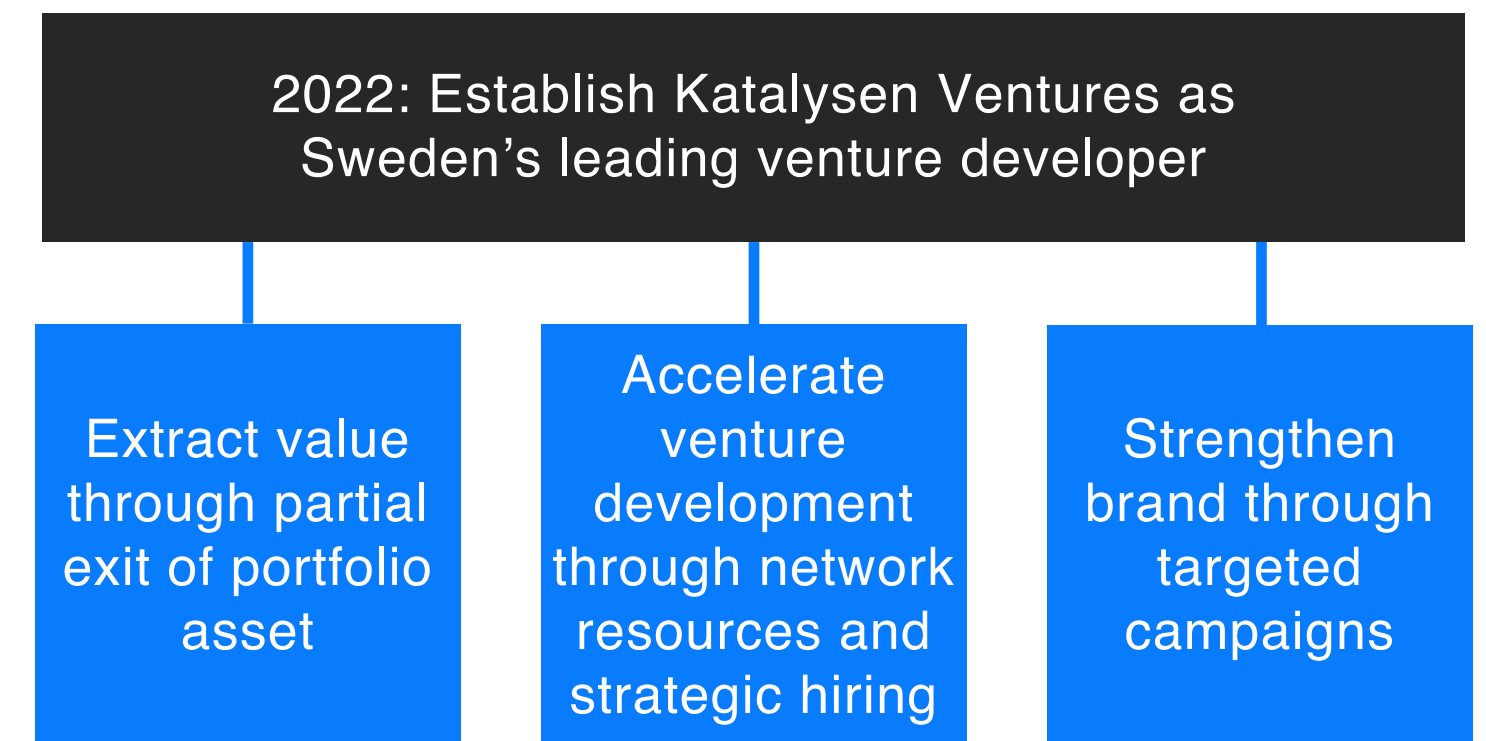 2022: Establish Katalysen Ventures as
Sweden’s leading venture developer
Extract value
through partial
exit of portfolio
asset
Accelerate
venture
development
through network
resources and
strategic hiring
Strengthen
brand through
targeted
campaigns